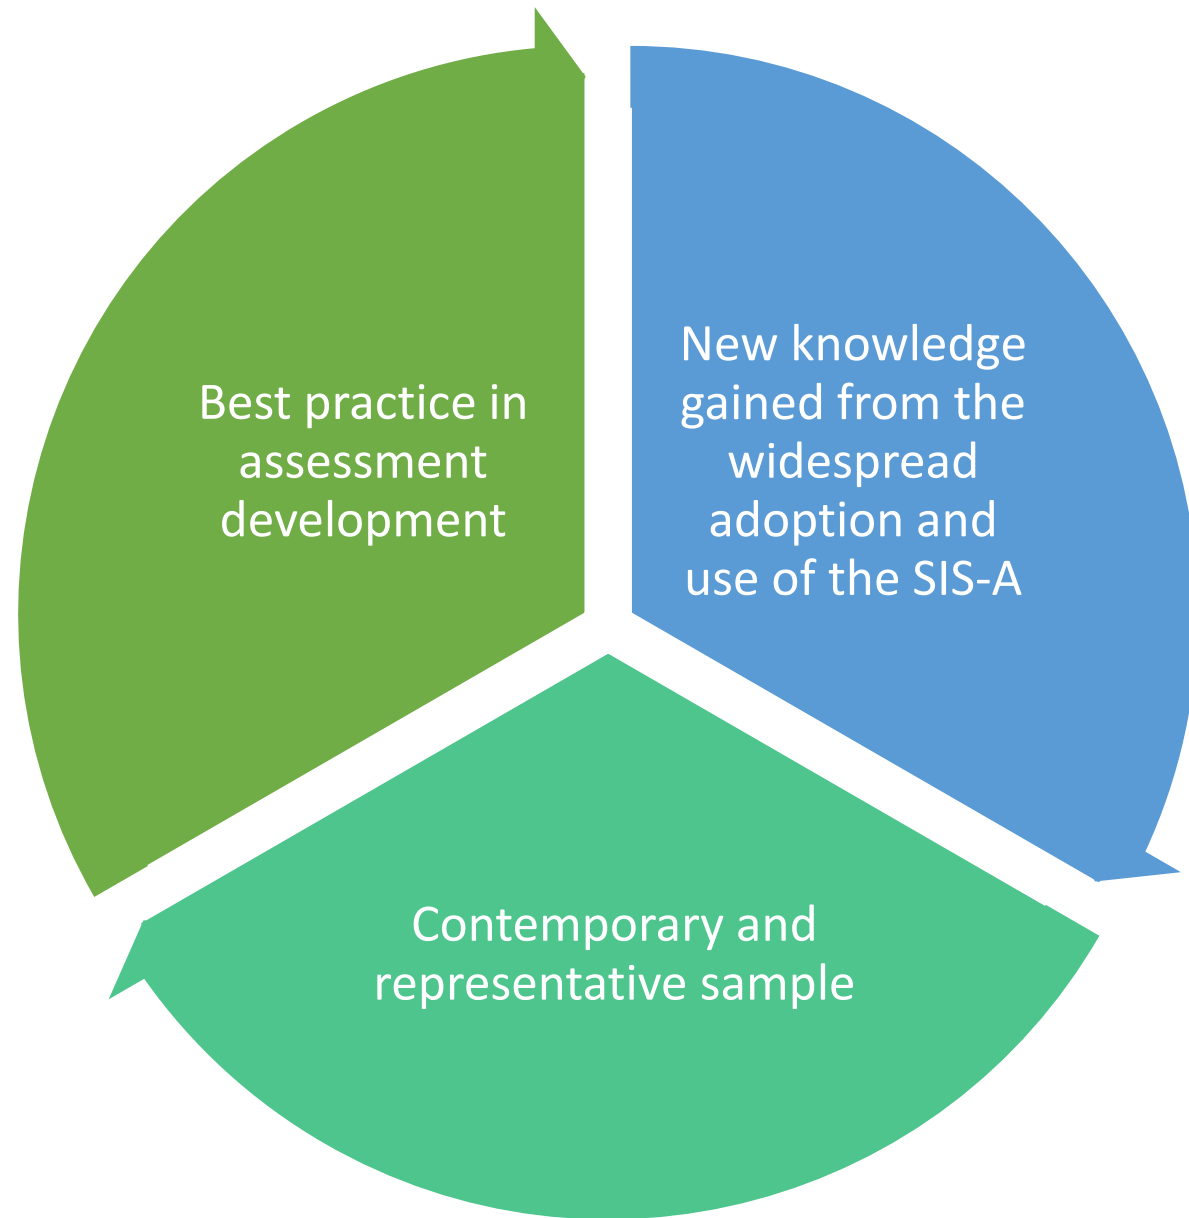 Best practice in
assessment
development
New knowledge
gained from the
widespread
adoption and
use of the SIS-A
Contemporary and
representative sample